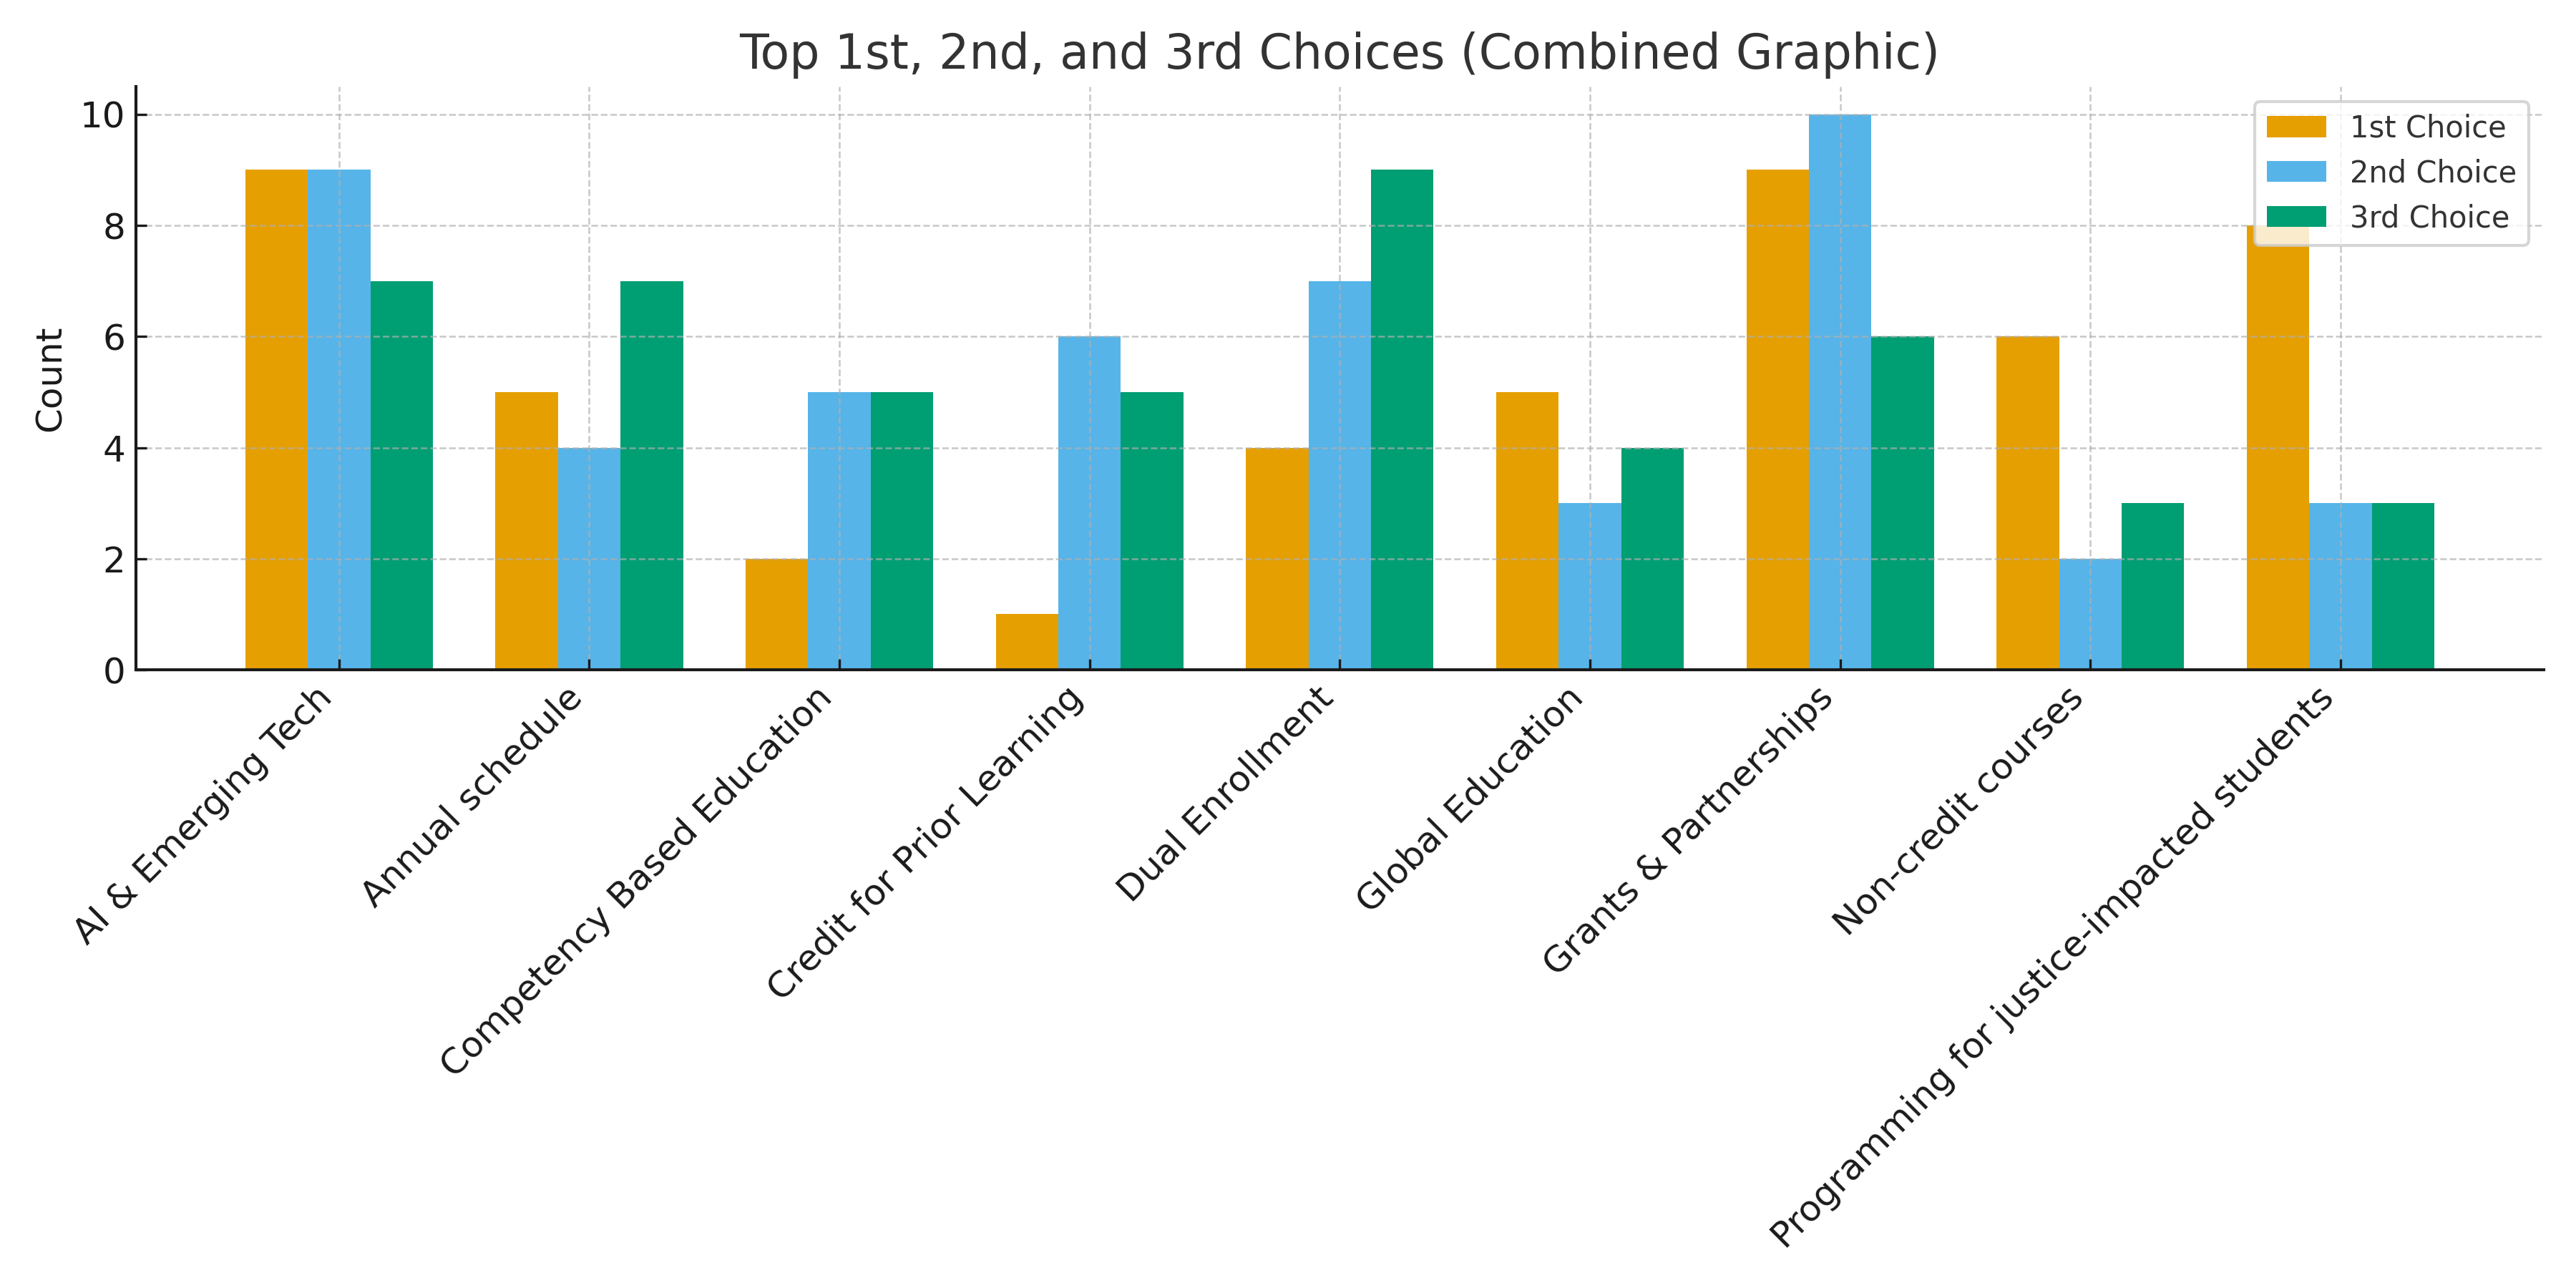 Top 1st, 2nd, and 3rd Choices (Combined Graphic)
10
8
6
4
2
0
Count
1st Choice
2nd Choice
3rd Choice
AI & Emerging Tech
Annual schedule
Competency Based Education
Credit for Prior Learning
Dual Enrollment
Global Education
Grants & Partnerships
Non-credit courses
Programming for justice-impacted students